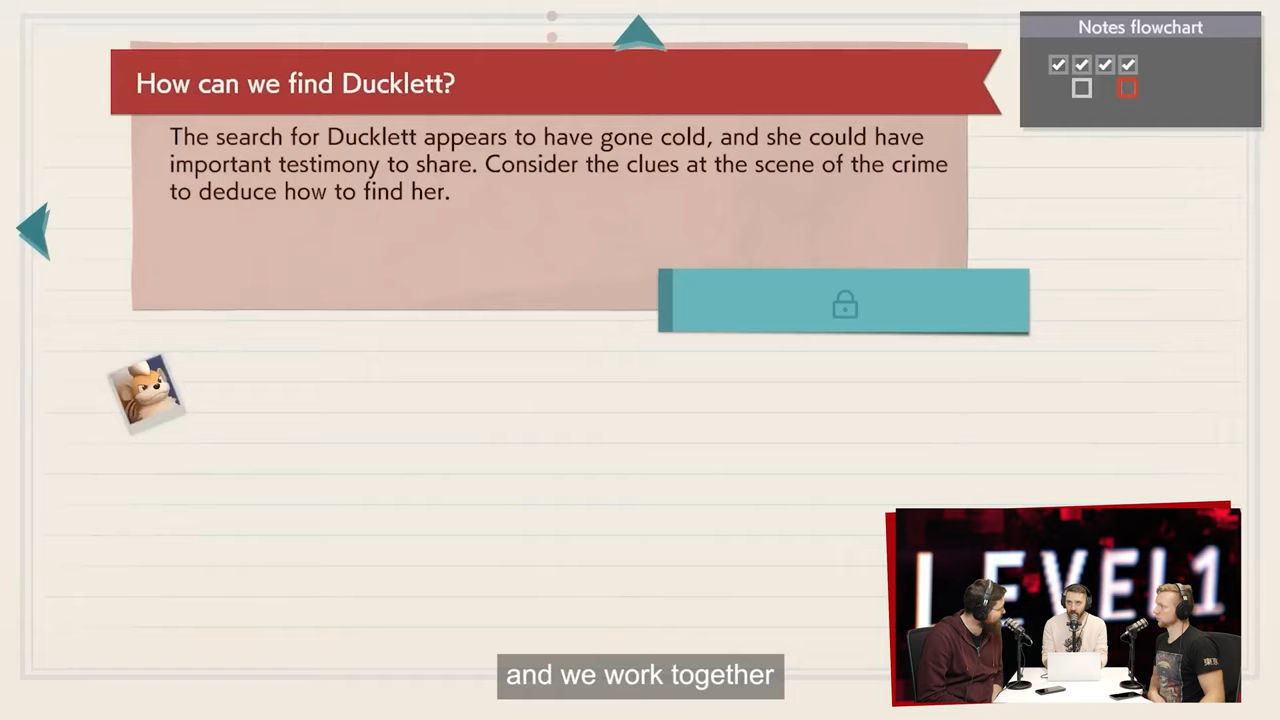 Notes flowchart
How can we find Ducklett?
The search for Ducklett appears to have gone cold, and she could have
important testimony to share. Consider the clues at the scene of the crime
to deduce how to find her.
LEVEL1
and we work together